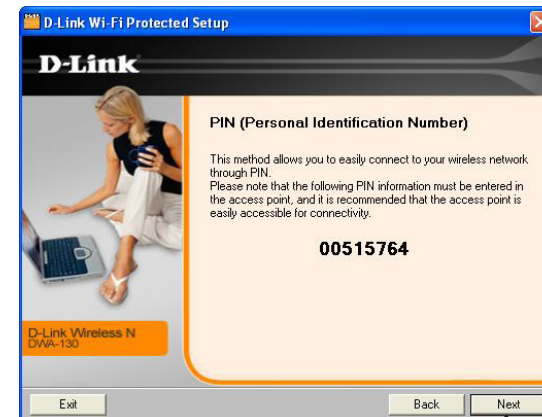 D-Link Wi-Fi Protected Setup
D-Link
PIN (Personal Identification Number)
This method allows you to easily connect to your wireless network
through PIN.
Please note that the following PIN information must be entered in
the access point, and it is recommended that the access point is
easily accessible for connectivity.
00515764
D-Link Wireless N
DWA-130
Exit
Back
Next